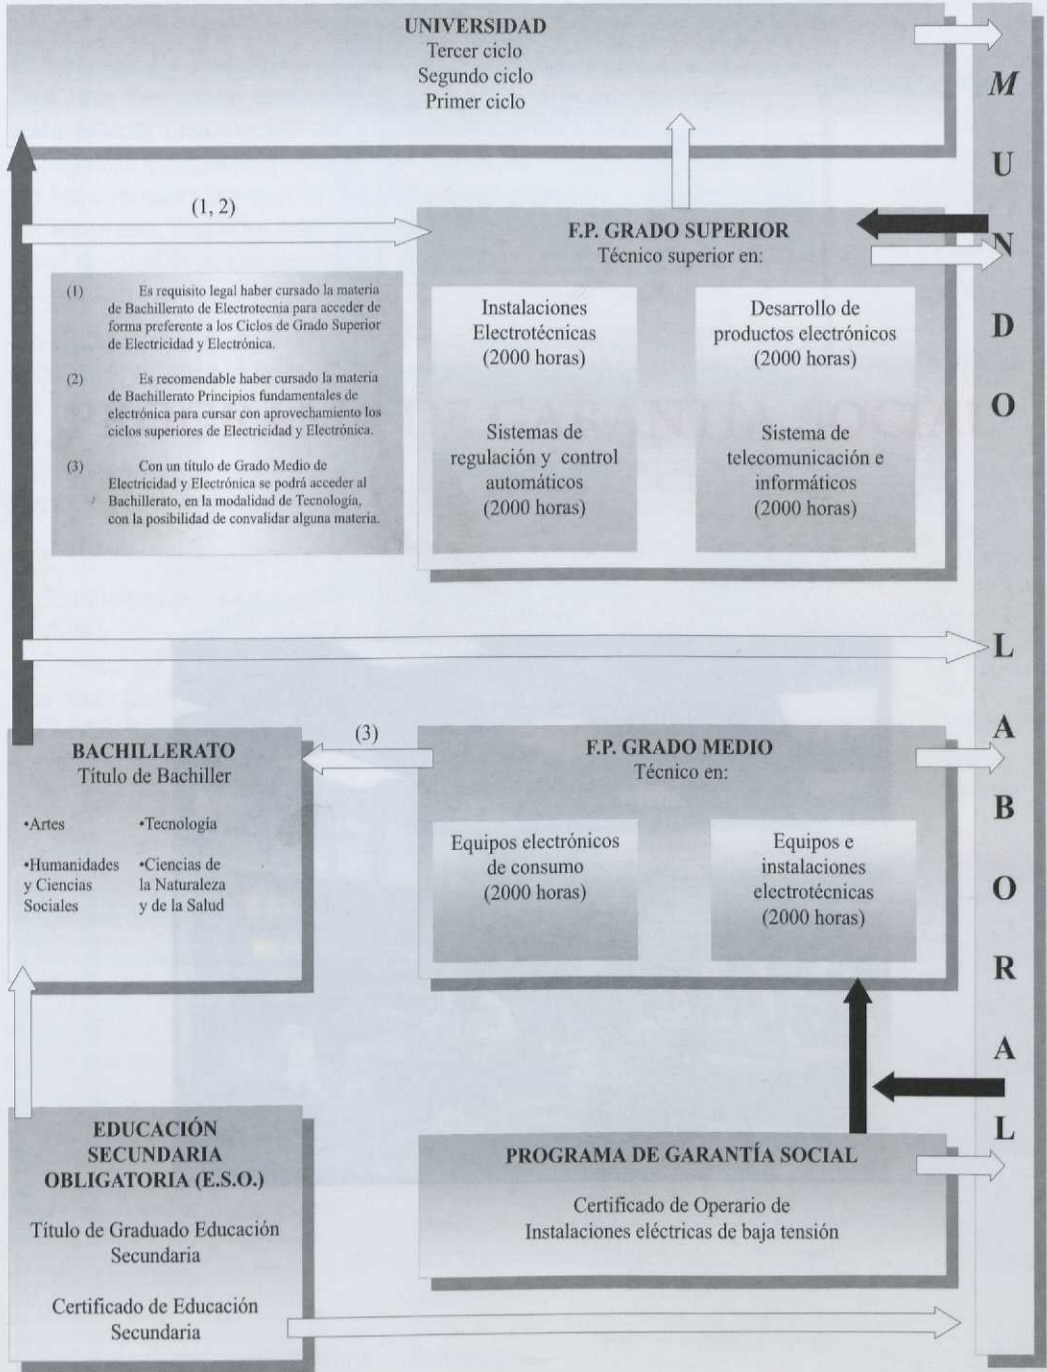 UNIVERSIDAD
Tercer ciclo
Segundo ciclo
Primer ciclo
(1, 2)
F.P. GRADO SUPERIOR
Técnico superior en:
Instalaciones
Electrotécnicas
(2000 horas)
Desarrollo de
productos electrónicos
(2000 horas)
Sistemas de
regulación y control
automáticos
(2000 horas)
Sistema de
telecomunicación e
informáticos
(2000 horas)
(1) Es requisito legal haber cursado la materia
de Bachillerato de Electrotecnia para acceder de
forma preferente a los Ciclos de Grado Superior
de Electricidad y Electrónica.
(2) Es recomendable haber cursado la materia
de Bachillerato Principios fundamentales de
electrónica para cursar con aprovechamiento los
ciclos superiores de Electricidad y Electrónica.
(3) Con un título de Grado Medio de
Electricidad y Electrónica se podrá acceder al
Bachillerato, en la modalidad de Tecnología,
con la posibilidad de convalidar alguna materia.
BACHILLERATO
Título de Bachiller
•Artes
•Humanidades
y Ciencias
Sociales
•Tecnología
•Ciencias de
la Naturaleza
y de la Salud
(3)
F.P. GRADO MEDIO
Técnico en:
Equipos electrónicos
de consumo
(2000 horas)
Equipos e
instalaciones
electrotécnicas
(2000 horas)
EDUCACIÓN
SECUNDARIA
OBLIGATORIA (E.S.O.)
Título de Graduado Educación
Secundaria
Certificado de Educación
Secundaria
PROGRAMA DE GARANTÍA SOCIAL
Certificado de Operario de
Instalaciones eléctricas de baja tensión
MUNDO LABORAL